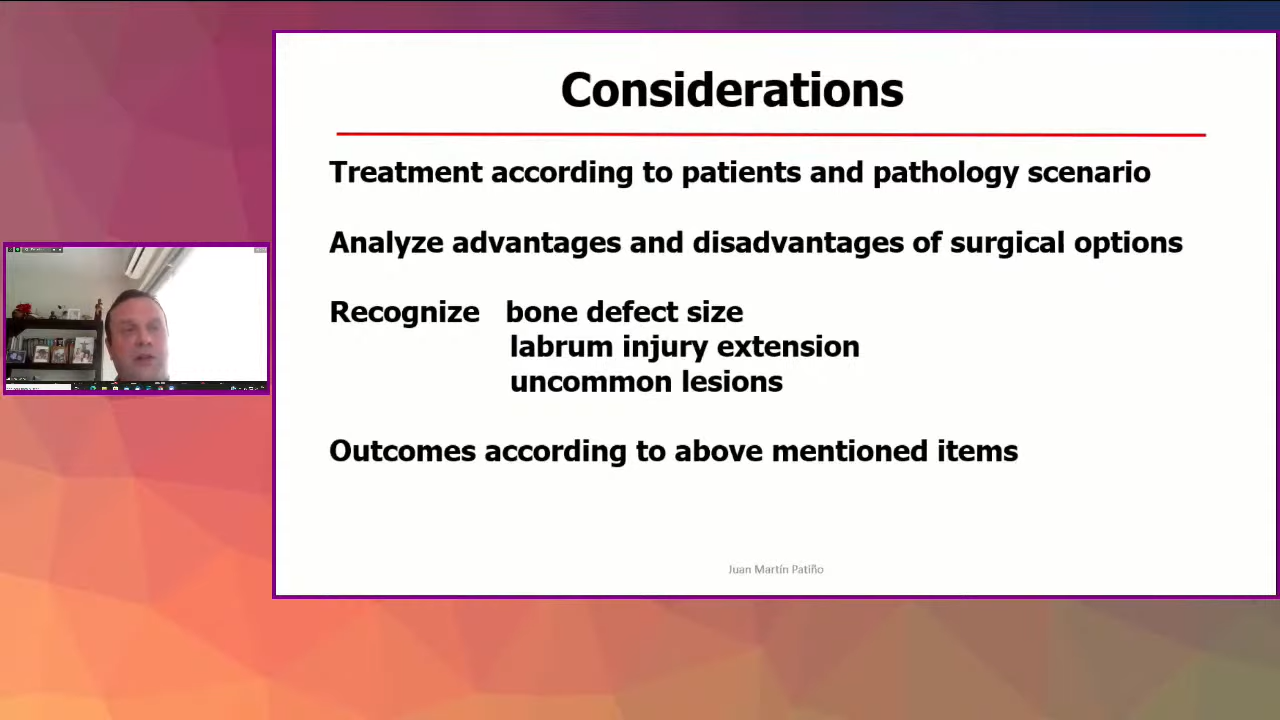 Considerations
Treatment according to patients and pathology scenario
Analyze advantages and disadvantages of surgical options
Recognize bone defect size
labrum injury extension
uncommon lesions
Outcomes according to above mentioned items
Juan Martín Patiño